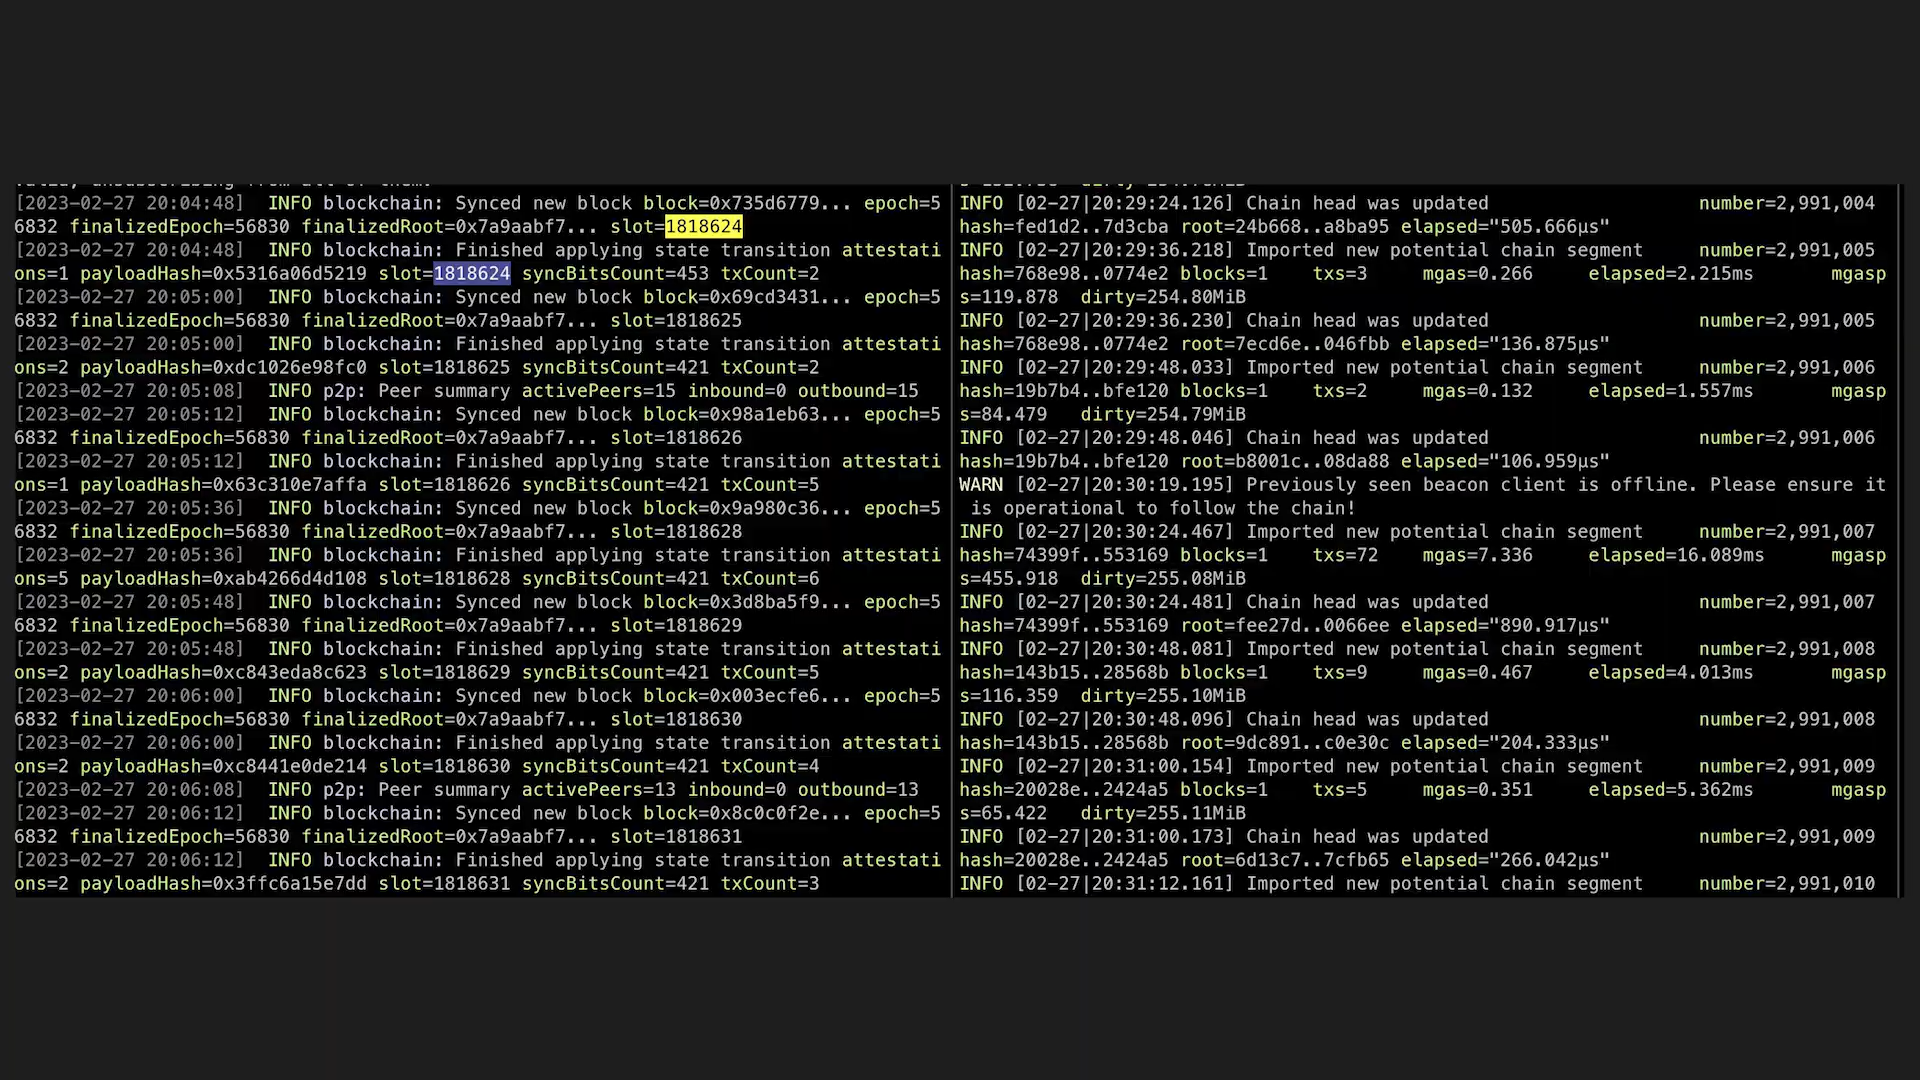 [2023-02-27 20:04:48]  INFO blockchain: Synced new block block=0x735d6779... epoch=5
6832 finalizedEpoch=56830 finalizedRoot=0x7a9aabf7... slot=1818624
[2023-02-27 20:04:48]  INFO blockchain: Finished applying state transition attestati
ons=1 payloadHash=0x5316a06d5219 slot=1818624 syncBitsCount=453 txCount=2
[2023-02-27 20:05:00]  INFO blockchain: Synced new block block=0x69cd3431... epoch=5
6832 finalizedEpoch=56830 finalizedRoot=0x7a9aabf7... slot=1818625
[2023-02-27 20:05:00]  INFO blockchain: Finished applying state transition attestati
ons=2 payloadHash=0xdc1026e98fc0 slot=1818625 syncBitsCount=421 txCount=2
[2023-02-27 20:05:08]  INFO p2p: Peer summary activePeers=15 inbound=0 outbound=15
[2023-02-27 20:05:12]  INFO blockchain: Synced new block block=0x98a1eb63... epoch=5
6832 finalizedEpoch=56830 finalizedRoot=0x7a9aabf7... slot=1818626
[2023-02-27 20:05:12]  INFO blockchain: Finished applying state transition attestati
ons=1 payloadHash=0x63c310e7affa slot=1818626 syncBitsCount=421 txCount=5
[2023-02-27 20:05:36]  INFO blockchain: Synced new block block=0x9a980c36... epoch=5
6832 finalizedEpoch=56830 finalizedRoot=0x7a9aabf7... slot=1818628
[2023-02-27 20:05:36]  INFO blockchain: Finished applying state transition attestati
ons=5 payloadHash=0xab4266d4d108 slot=1818628 syncBitsCount=421 txCount=6
[2023-02-27 20:05:48]  INFO blockchain: Synced new block block=0x3d8ba5f9... epoch=5
6832 finalizedEpoch=56830 finalizedRoot=0x7a9aabf7... slot=1818629
[2023-02-27 20:05:48]  INFO blockchain: Finished applying state transition attestati
ons=2 payloadHash=0xc843eda8c623 slot=1818629 syncBitsCount=421 txCount=5
[2023-02-27 20:06:00]  INFO blockchain: Synced new block block=0x003ecfe6... epoch=5
6832 finalizedEpoch=56830 finalizedRoot=0x7a9aabf7... slot=1818630
[2023-02-27 20:06:00]  INFO blockchain: Finished applying state transition attestati
ons=2 payloadHash=0xc8441e0de214 slot=1818630 syncBitsCount=421 txCount=4
[2023-02-27 20:06:08]  INFO p2p: Peer summary activePeers=13 inbound=0 outbound=13
[2023-02-27 20:06:12]  INFO blockchain: Synced new block block=0x8c0c0f2e... epoch=5
6832 finalizedEpoch=56830 finalizedRoot=0x7a9aabf7... slot=1818631
[2023-02-27 20:06:12]  INFO blockchain: Finished applying state transition attestati
ons=2 payloadHash=0x3ffc6a15e7dd slot=1818631 syncBitsCount=421 txCount=3
INFO [02-27|20:29:24.126] Chain head was updated number=2,991,004
hash=fed1d2..7d3cba root=24b668..a8ba95 elapsed="505.666µs"
INFO [02-27|20:29:36.218] Imported new potential chain segment number=2,991,005
hash=768e98..0774e2 blocks=1 txs=3 mgas=0.266 elapsed=2.215ms mgasp
s=119.878 dirty=254.80MiB
INFO [02-27|20:29:36.230] Chain head was updated number=2,991,005
hash=768e98..0774e2 root=7ecd6e..046fbb elapsed="136.875µs"
INFO [02-27|20:29:48.033] Imported new potential chain segment number=2,991,006
hash=19b7b4..bfe120 blocks=1 txs=2 mgas=0.132 elapsed=1.557ms mgasp
s=84.479 dirty=254.79MiB
INFO [02-27|20:29:48.046] Chain head was updated number=2,991,006
hash=19b7b4..bfe120 root=b8001c..08da88 elapsed="106.959µs"
WARN [02-27|20:30:19.195] Previously seen beacon client is offline. Please ensure it
is operational to follow the chain!
INFO [02-27|20:30:24.467] Imported new potential chain segment number=2,991,007
hash=74399f..553169 blocks=1 txs=72 mgas=7.336 elapsed=16.089ms mgasp
s=455.918 dirty=255.08MiB
INFO [02-27|20:30:24.481] Chain head was updated number=2,991,007
hash=74399f..553169 root=fee27d..0066ee elapsed="890.917µs"
INFO [02-27|20:30:48.081] Imported new potential chain segment number=2,991,008
hash=143b15..28568b blocks=1 txs=9 mgas=0.467 elapsed=4.013ms mgasp
s=116.359 dirty=255.10MiB
INFO [02-27|20:30:48.096] Chain head was updated number=2,991,008
hash=143b15..28568b root=9dc891..c0e30c elapsed="204.333µs"
INFO [02-27|20:31:00.154] Imported new potential chain segment number=2,991,009
hash=20028e..2424a5 blocks=1 txs=5 mgas=0.351 elapsed=5.362ms mgasp
s=65.422 dirty=255.11MiB
INFO [02-27|20:31:00.173] Chain head was updated number=2,991,009
hash=20028e..2424a5 root=6d13c7..7cfb65 elapsed="266.042µs"
INFO [02-27|20:31:12.161] Imported new potential chain segment number=2,991,010